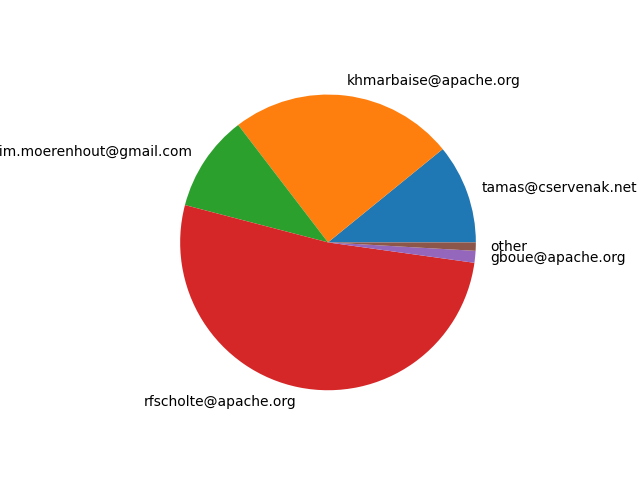 khmarbaise@apache.org
im.moerenhout@gmail.com
tamas@cservenak.net
other
gboue@apache.org
rfscholte@apache.org